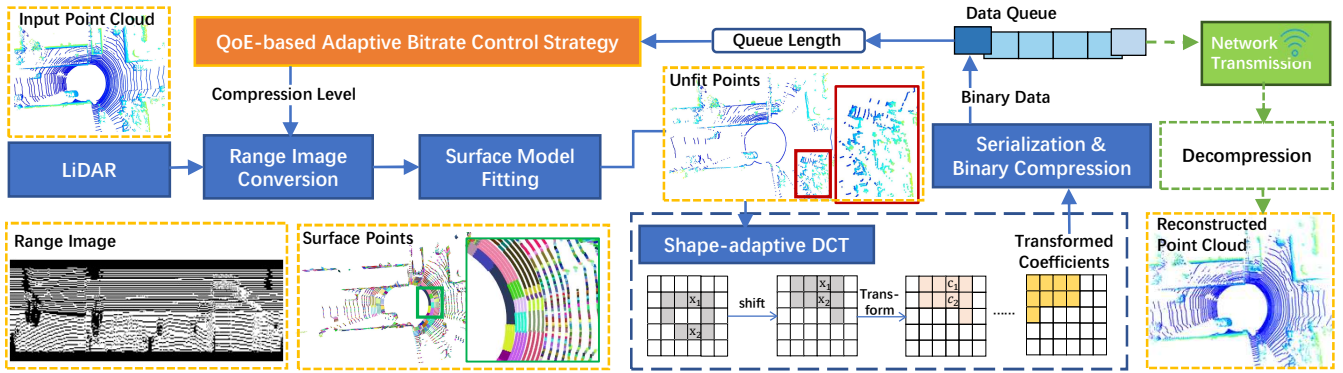 Input Point Cloud
QoE-based Adaptive Bitrate Control Strategy
Queue Length
Data Queue
Network
Transmission
Compression Level
Unfit Points
Binary Data
LiDAR
Range Image
Conversion
Surface Model
Fitting
Serialization &
Binary Compression
Decompression
Range Image
Surface Points
Shape-adaptive DCT
Transformed
Coefficients
Reconstructed
Point Cloud
x₁
x₂
shift
x₁
x₂
Trans-
form
c₁
c₂
......